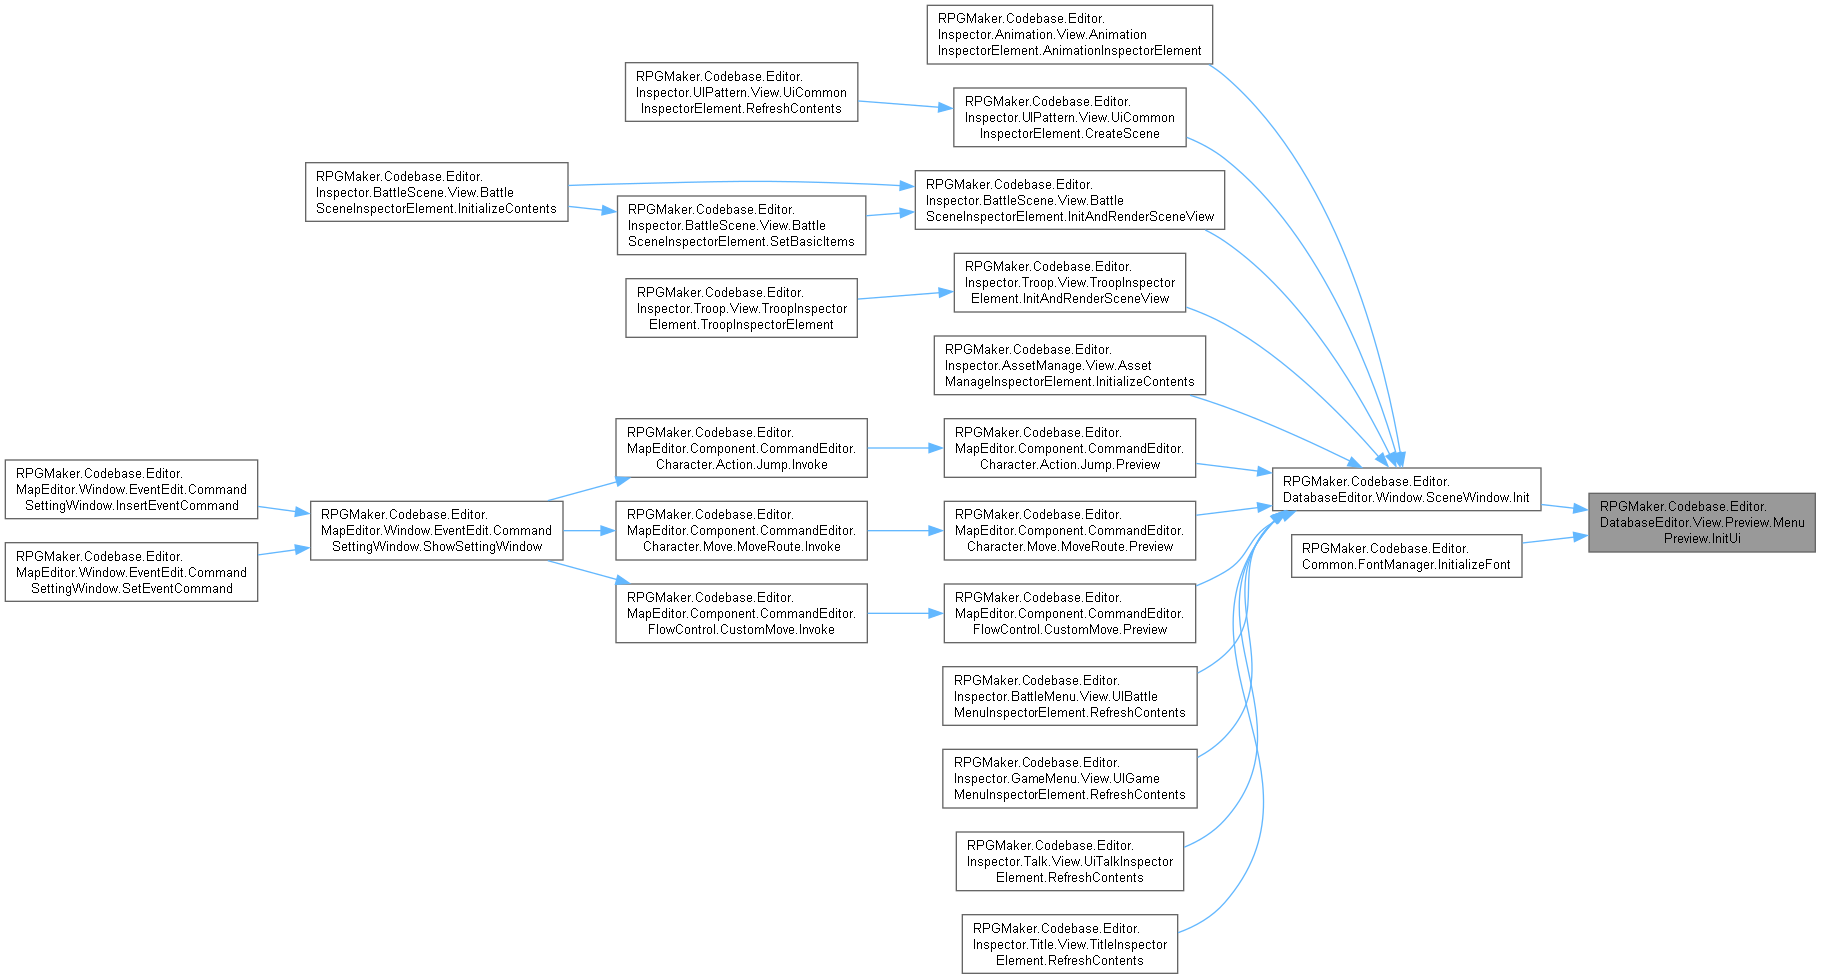 RPGMaker.Codebase.Editor.
Inspector.Animation.View.Animation
InspectorElement.AnimationInspectorElement
RPGMaker.Codebase.Editor.
Inspector.UIPattern.View.UiCommon
InspectorElement.RefreshContents
RPGMaker.Codebase.Editor.
Inspector.UIPattern.View.UiCommon
InspectorElement.CreateScene
RPGMaker.Codebase.Editor.
Inspector.BattleScene.View.Battle
SceneInspectorElement.InitializeContents
RPGMaker.Codebase.Editor.
Inspector.BattleScene.View.Battle
SceneInspectorElement.SetBasicItems
RPGMaker.Codebase.Editor.
Inspector.BattleScene.View.Battle
SceneInspectorElement.InitAndRenderSceneView
RPGMaker.Codebase.Editor.
Inspector.Troop.View.TroopInspector
Element.TroopInspectorElement
RPGMaker.Codebase.Editor.
Inspector.Troop.View.TroopInspector
Element.InitAndRenderSceneView
RPGMaker.Codebase.Editor.
Inspector.AssetManage.View.Asset
ManageInspectorElement.InitializeContents
RPGMaker.Codebase.Editor.
MapEditor.Window.EventEdit.Command
SettingWindow.InsertEventCommand
RPGMaker.Codebase.Editor.
MapEditor.Window.EventEdit.Command
SettingWindow.SetEventCommand
RPGMaker.Codebase.Editor.
MapEditor.Window.EventEdit.Command
SettingWindow.ShowSettingWindow
RPGMaker.Codebase.Editor.
MapEditor.Component.CommandEditor.
Character.Action.Jump.Invoke
RPGMaker.Codebase.Editor.
MapEditor.Component.CommandEditor.
Character.Action.Jump.Preview
RPGMaker.Codebase.Editor.
MapEditor.Component.CommandEditor.
Character.Move.MoveRoute.Invoke
RPGMaker.Codebase.Editor.
MapEditor.Component.CommandEditor.
Character.Move.MoveRoute.Preview
RPGMaker.Codebase.Editor.
MapEditor.Component.CommandEditor.
FlowControl.CustomMove.Invoke
RPGMaker.Codebase.Editor.
MapEditor.Component.CommandEditor.
FlowControl.CustomMove.Preview
RPGMaker.Codebase.Editor.
DatabaseEditor.Window.SceneWindow.Init
RPGMaker.Codebase.Editor.
DatabaseEditor.View.Preview.Menu
Preview.InitUi
RPGMaker.Codebase.Editor.
Common.FontManager.InitializeFont
RPGMaker.Codebase.Editor.
Inspector.BattleMenu.View.UIBattle
MenuInspectorElement.RefreshContents
RPGMaker.Codebase.Editor.
Inspector.GameMenu.View.UIGame
MenuInspectorElement.RefreshContents
RPGMaker.Codebase.Editor.
Inspector.Talk.View.UiTalkInspector
Element.RefreshContents
RPGMaker.Codebase.Editor.
Inspector.Title.View.TitleInspector
Element.RefreshContents